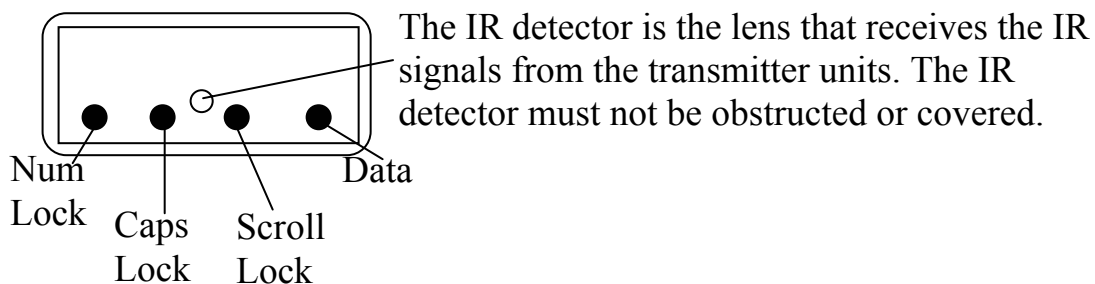 The IR detector is the lens that receives the IR
signals from the transmitter units. The IR
detector must not be obstructed or covered.
Num
Lock
Caps
Lock
Scroll
Lock
Data